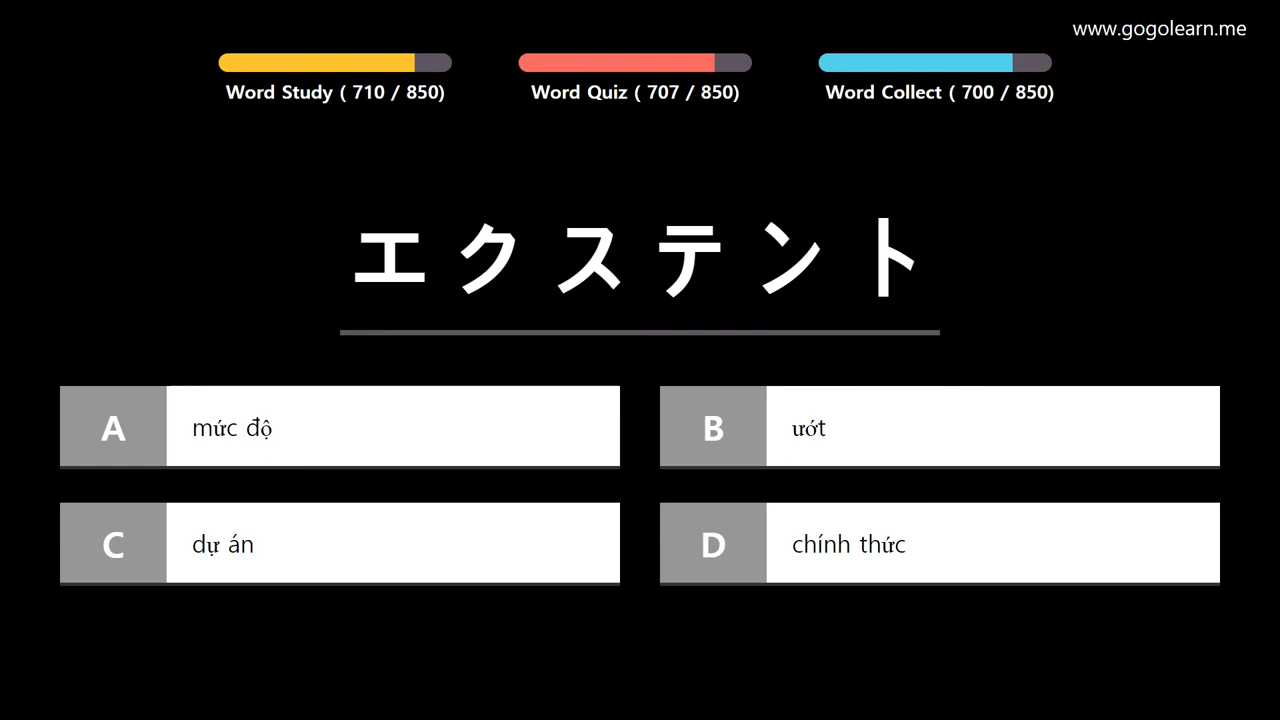 www.gogolearn.me
Word Study ( 710 / 850)
Word Quiz ( 707 / 850)
Word Collect ( 700 / 850)
エクステント
A
mức độ
B
ướt
C
dự án
D
chính thức